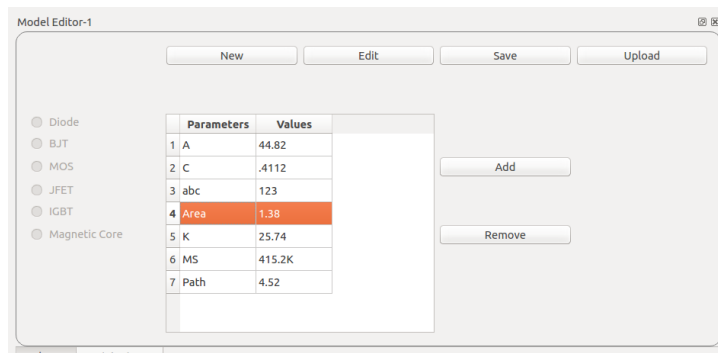 Model Editor-1
New Edit Save Upload
Diode
BJT
MOS
JFET
IGBT
Magnetic Core
Parameters Values
1 A 44.82
2 C .4112
3 abc 123
4 Area 1.38
5 K 25.74
6 MS 415.2K
7 Path 4.52
Add
Remove